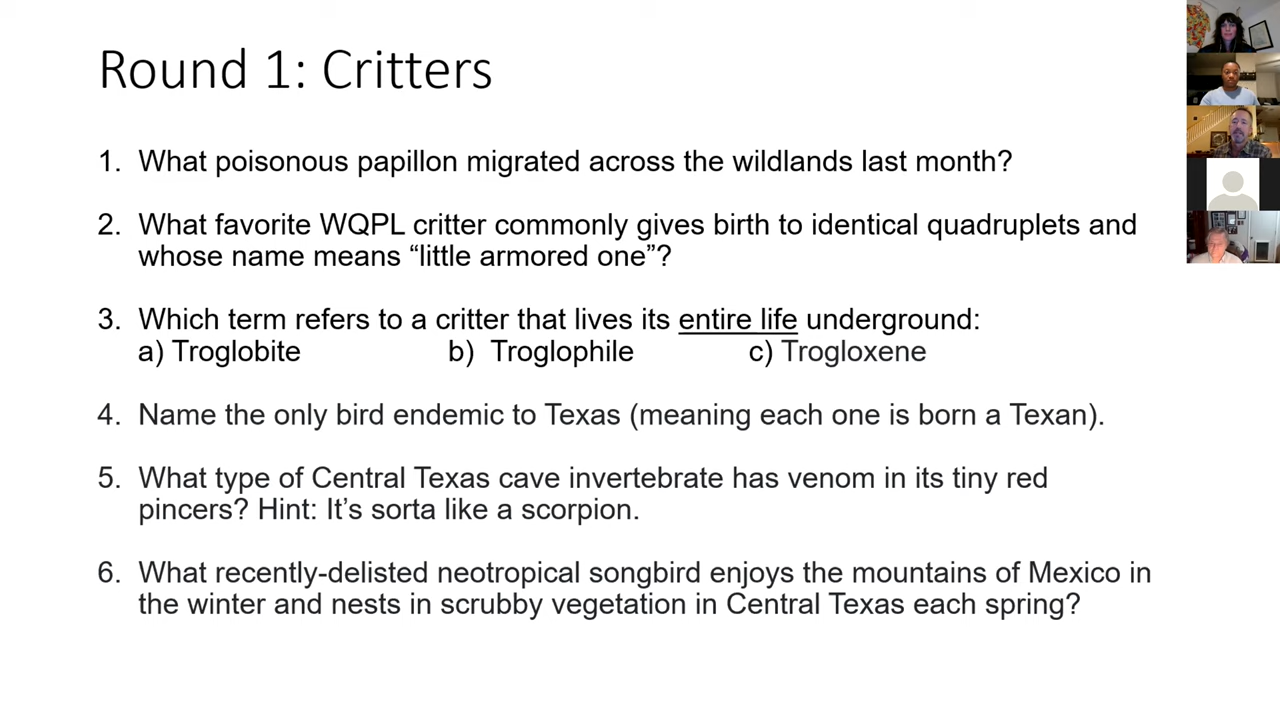 Round 1: Critters
1. What poisonous papillon migrated across the wildlands last month?
2. What favorite WQPL critter commonly gives birth to identical quadruplets and
whose name means “little armored one”?
3. Which term refers to a critter that lives its entire life underground:
a) Troglobite b) Troglophile c) Trogloxene
4. Name the only bird endemic to Texas (meaning each one is born a Texan).
5. What type of Central Texas cave invertebrate has venom in its tiny red
pincers? Hint: It’s sorta like a scorpion.
6. What recently-delisted neotropical songbird enjoys the mountains of Mexico in
the winter and nests in scrubby vegetation in Central Texas each spring?